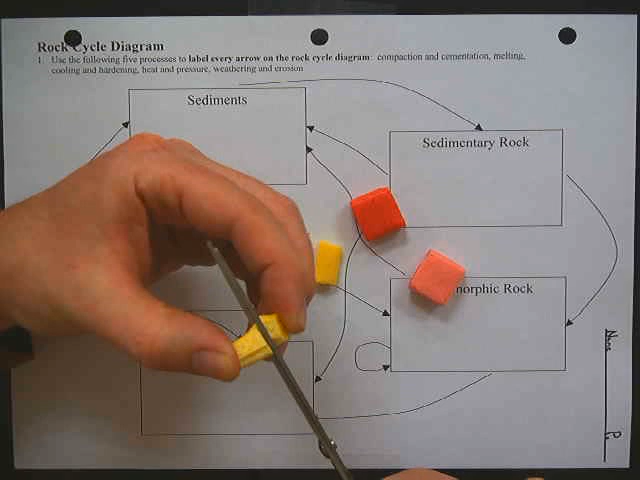 Rock Cycle Diagram
1. Use the following five processes to label every arrow on the rock cycle diagram: compaction and cementation, melting,
cooling and hardening, heat and pressure, weathering and erosion
Sediments
Sedimentary Rock
morphic Rock
Name
P.